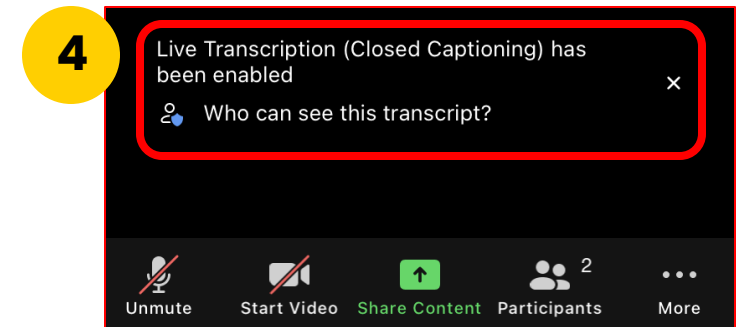 4
Live Transcription (Closed Captioning) has
been enabled
Who can see this transcript?
2
Unmute
Start Video
Share Content
Participants
More